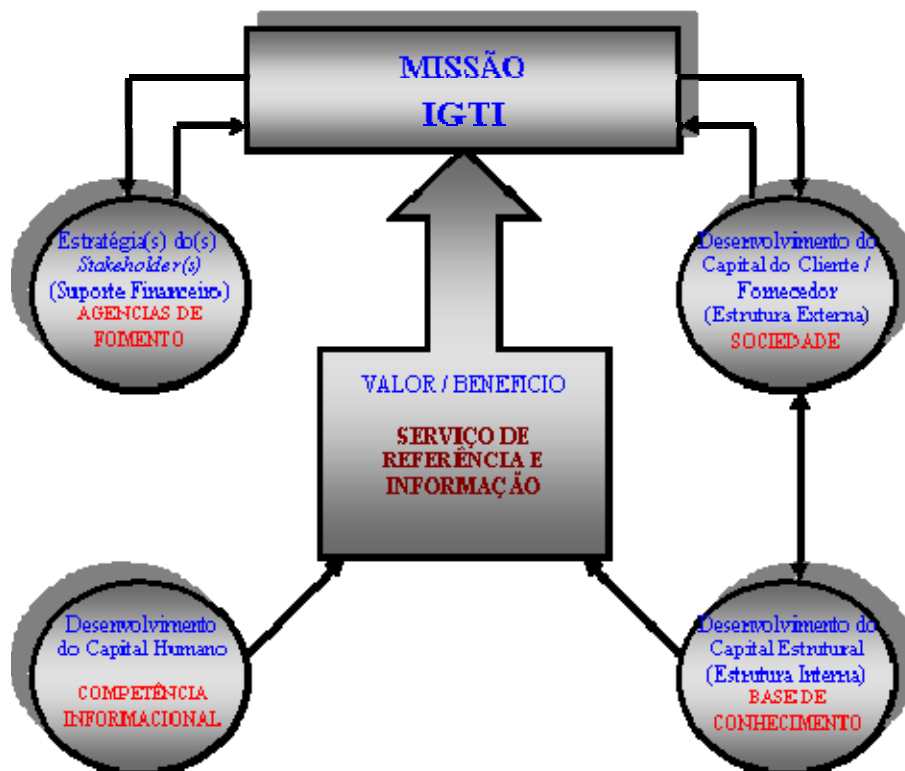 MISSÃO
IGTI
Estratégia(s) do(s)
Stakeholder(s)
(Suporte Financeiro)
AGENCIAS DE
FOMENTO
Desenvolvimento do
Capital do Cliente /
Fornecedor
(Estrutura Externa)
SOCIEDADE
VALOR / BENEFICIO
SERVIÇO DE
REFERÊNCIA E
INFORMAÇÃO
Desenvolvimento
do Capital Humano
COMPETÊNCIA
INFORMACIONAL
Desenvolvimento do
Capital Estrutural
(Estrutura Interna)
BASE DE
CONHECIMENTO